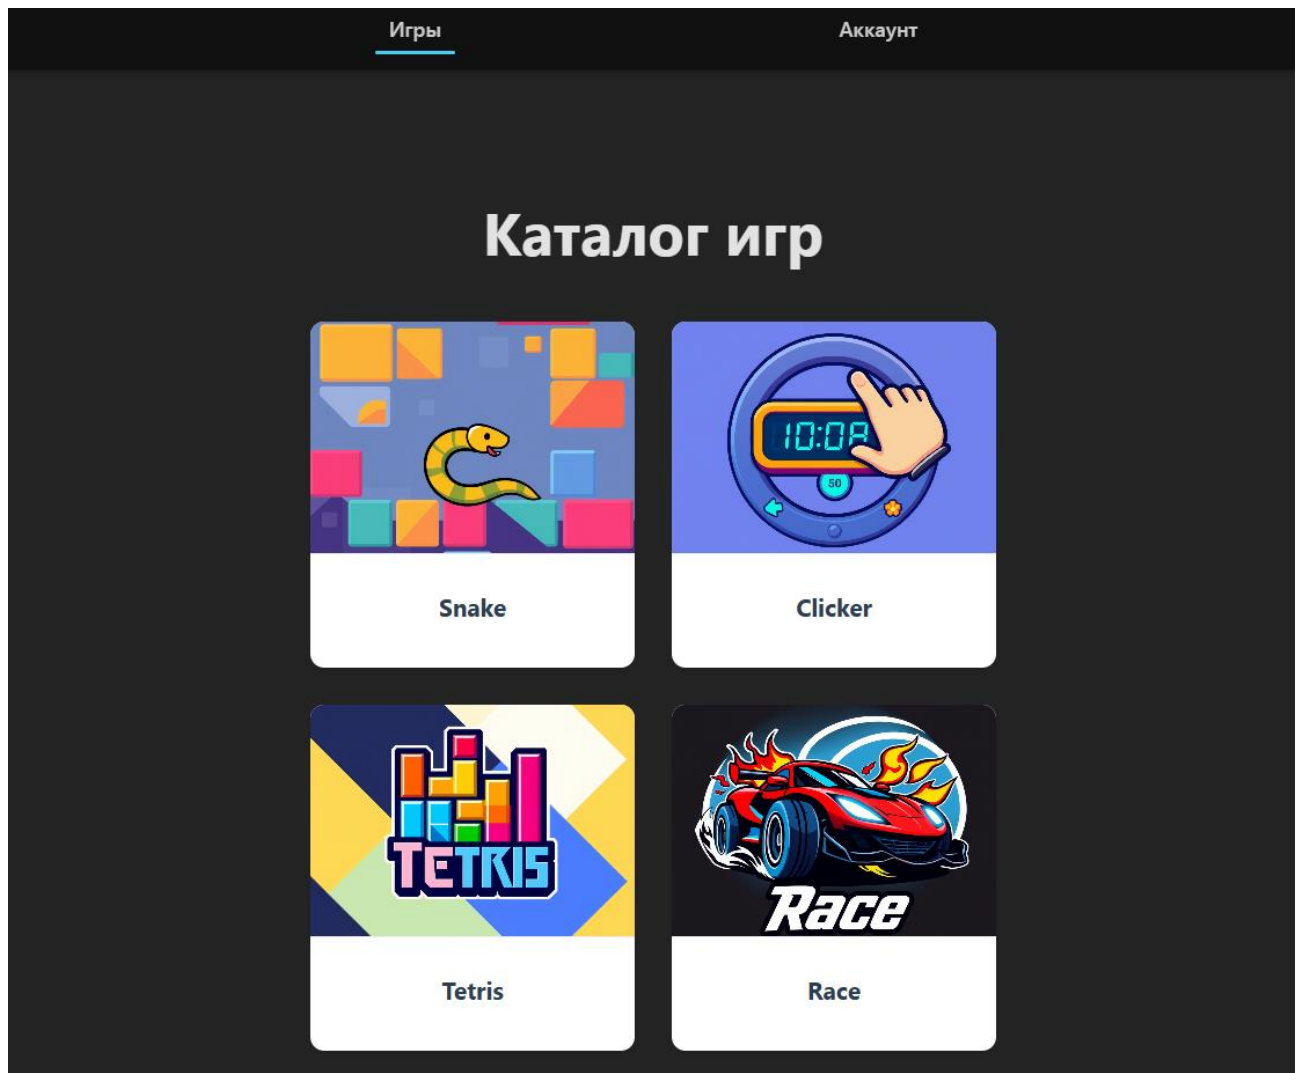 Игры
Аккаунт
Каталог игр
10:08
50
Snake
Clicker
TETRIS
Race
Tetris
Race